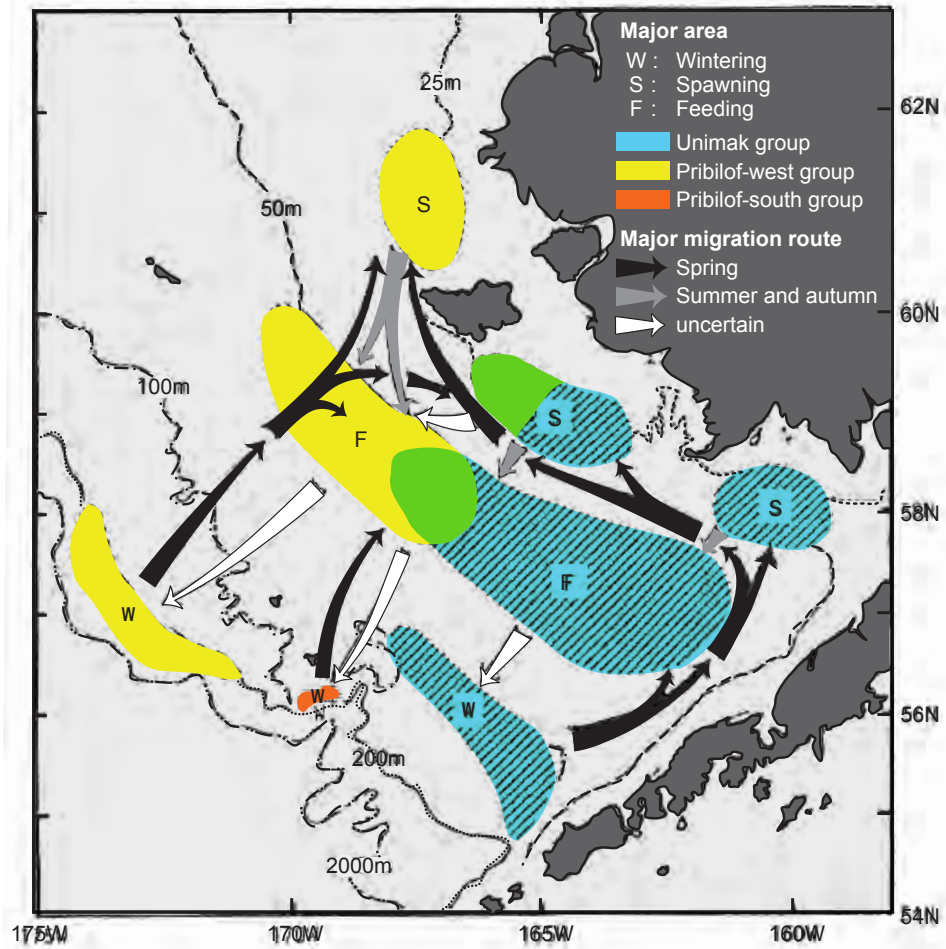 Major area
W : Wintering
S : Spawning
F : Feeding
Unimak group
Pribilof-west group
Pribilof-south group
Major migration route
Spring
Summer and autumn
uncertain
25m
62N
S
50m
60N
100m
F
S
S
58N
F
W
W
W
56N
200m
2000m
54N
175W
170W
165W
160W